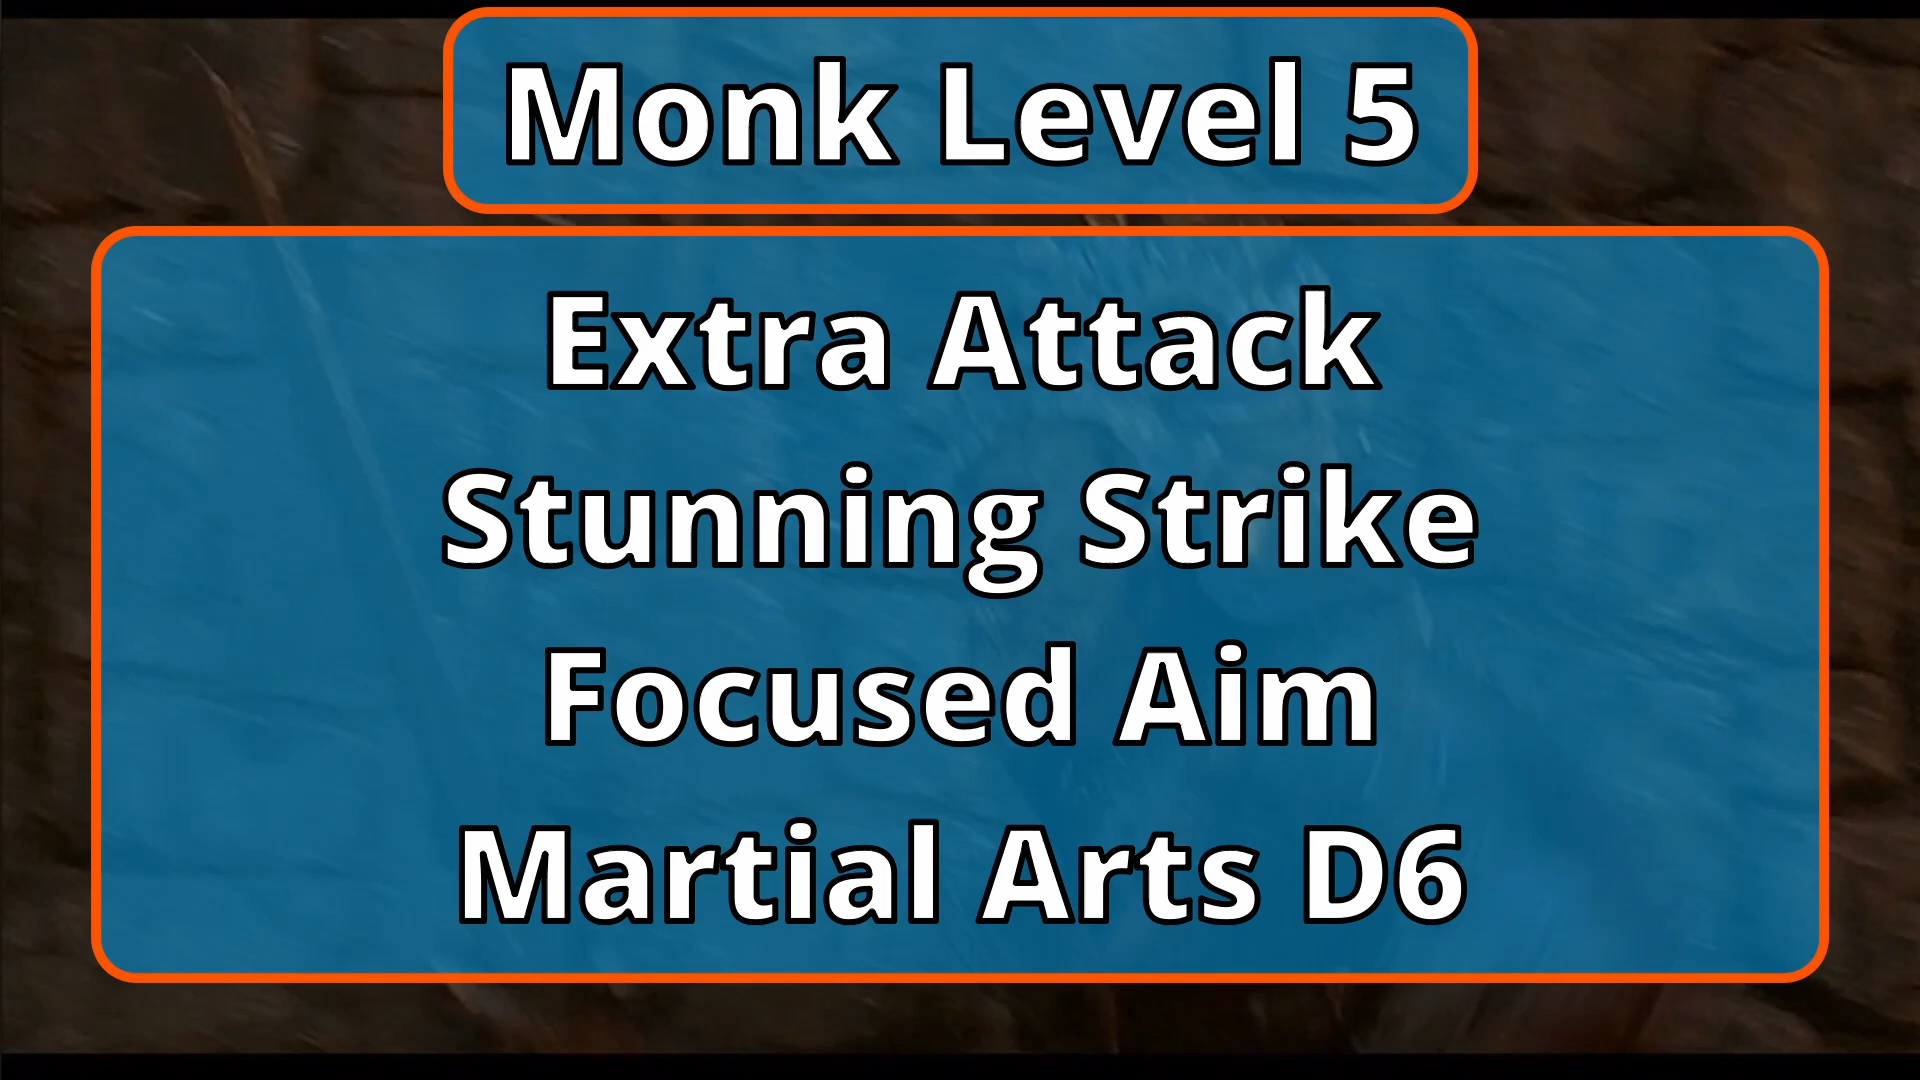 Monk Level 5
Extra Attack
Stunning Strike
Focused Aim
Martial Arts D6